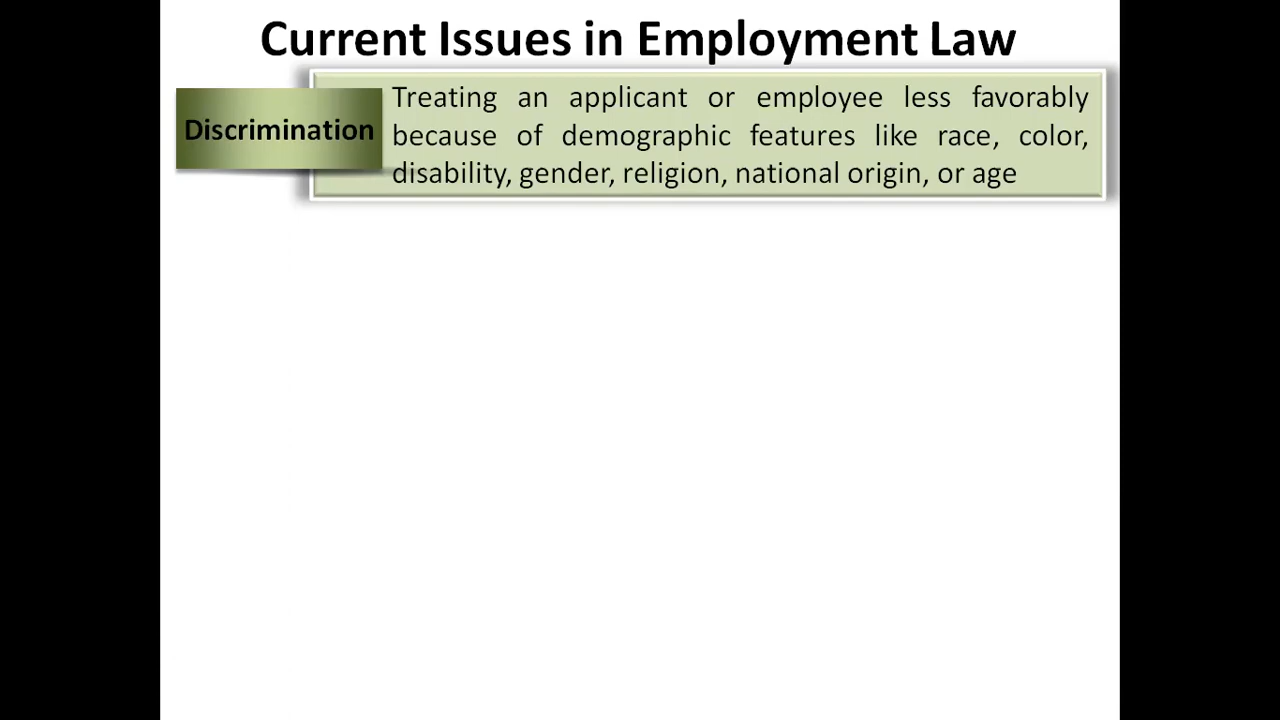 Current Issues in Employment Law
Discrimination
Treating an applicant or employee less favorably
because of demographic features like race, color,
disability, gender, religion, national origin, or age